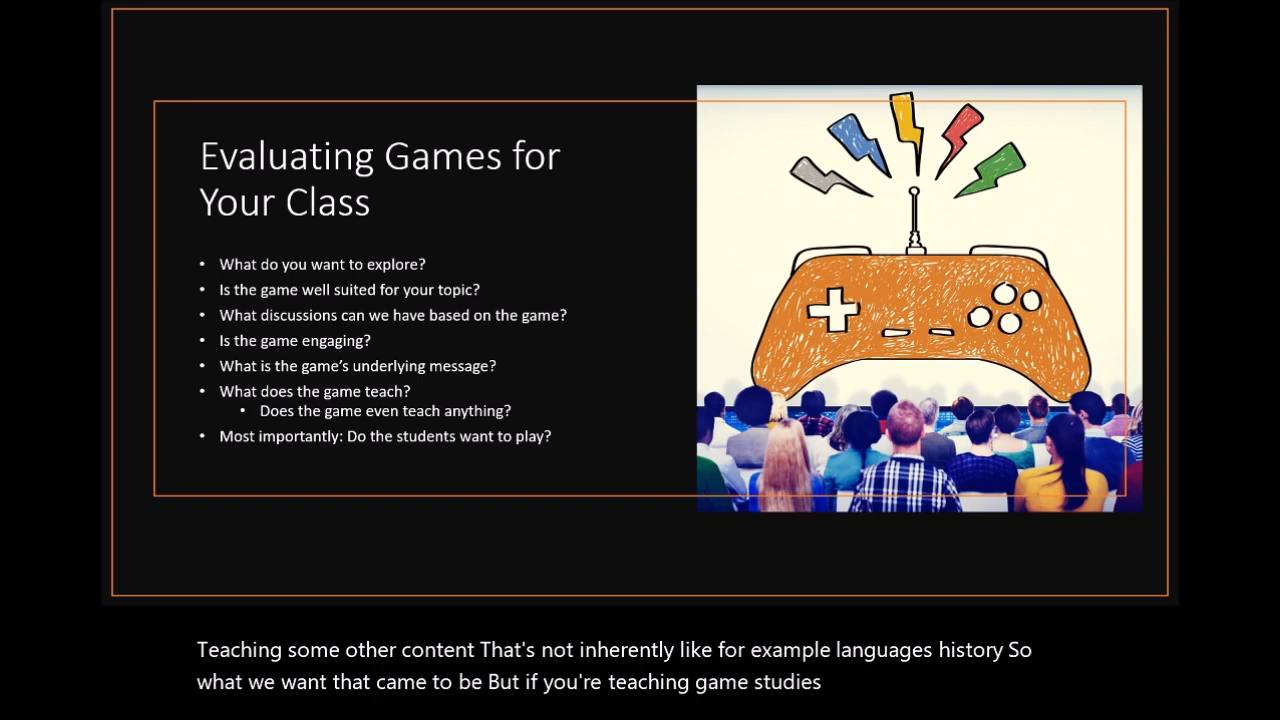 Evaluating Games for
Your Class
• What do you want to explore?
• Is the game well suited for your topic?
• What discussions can we have based on the game?
• Is the game engaging?
• What is the game’s underlying message?
• What does the game teach?
• Does the game even teach anything?
• Most importantly: Do the students want to play?
Teaching some other content That's not inherently like for example languages history So
what we want that came to be But if you're teaching game studies